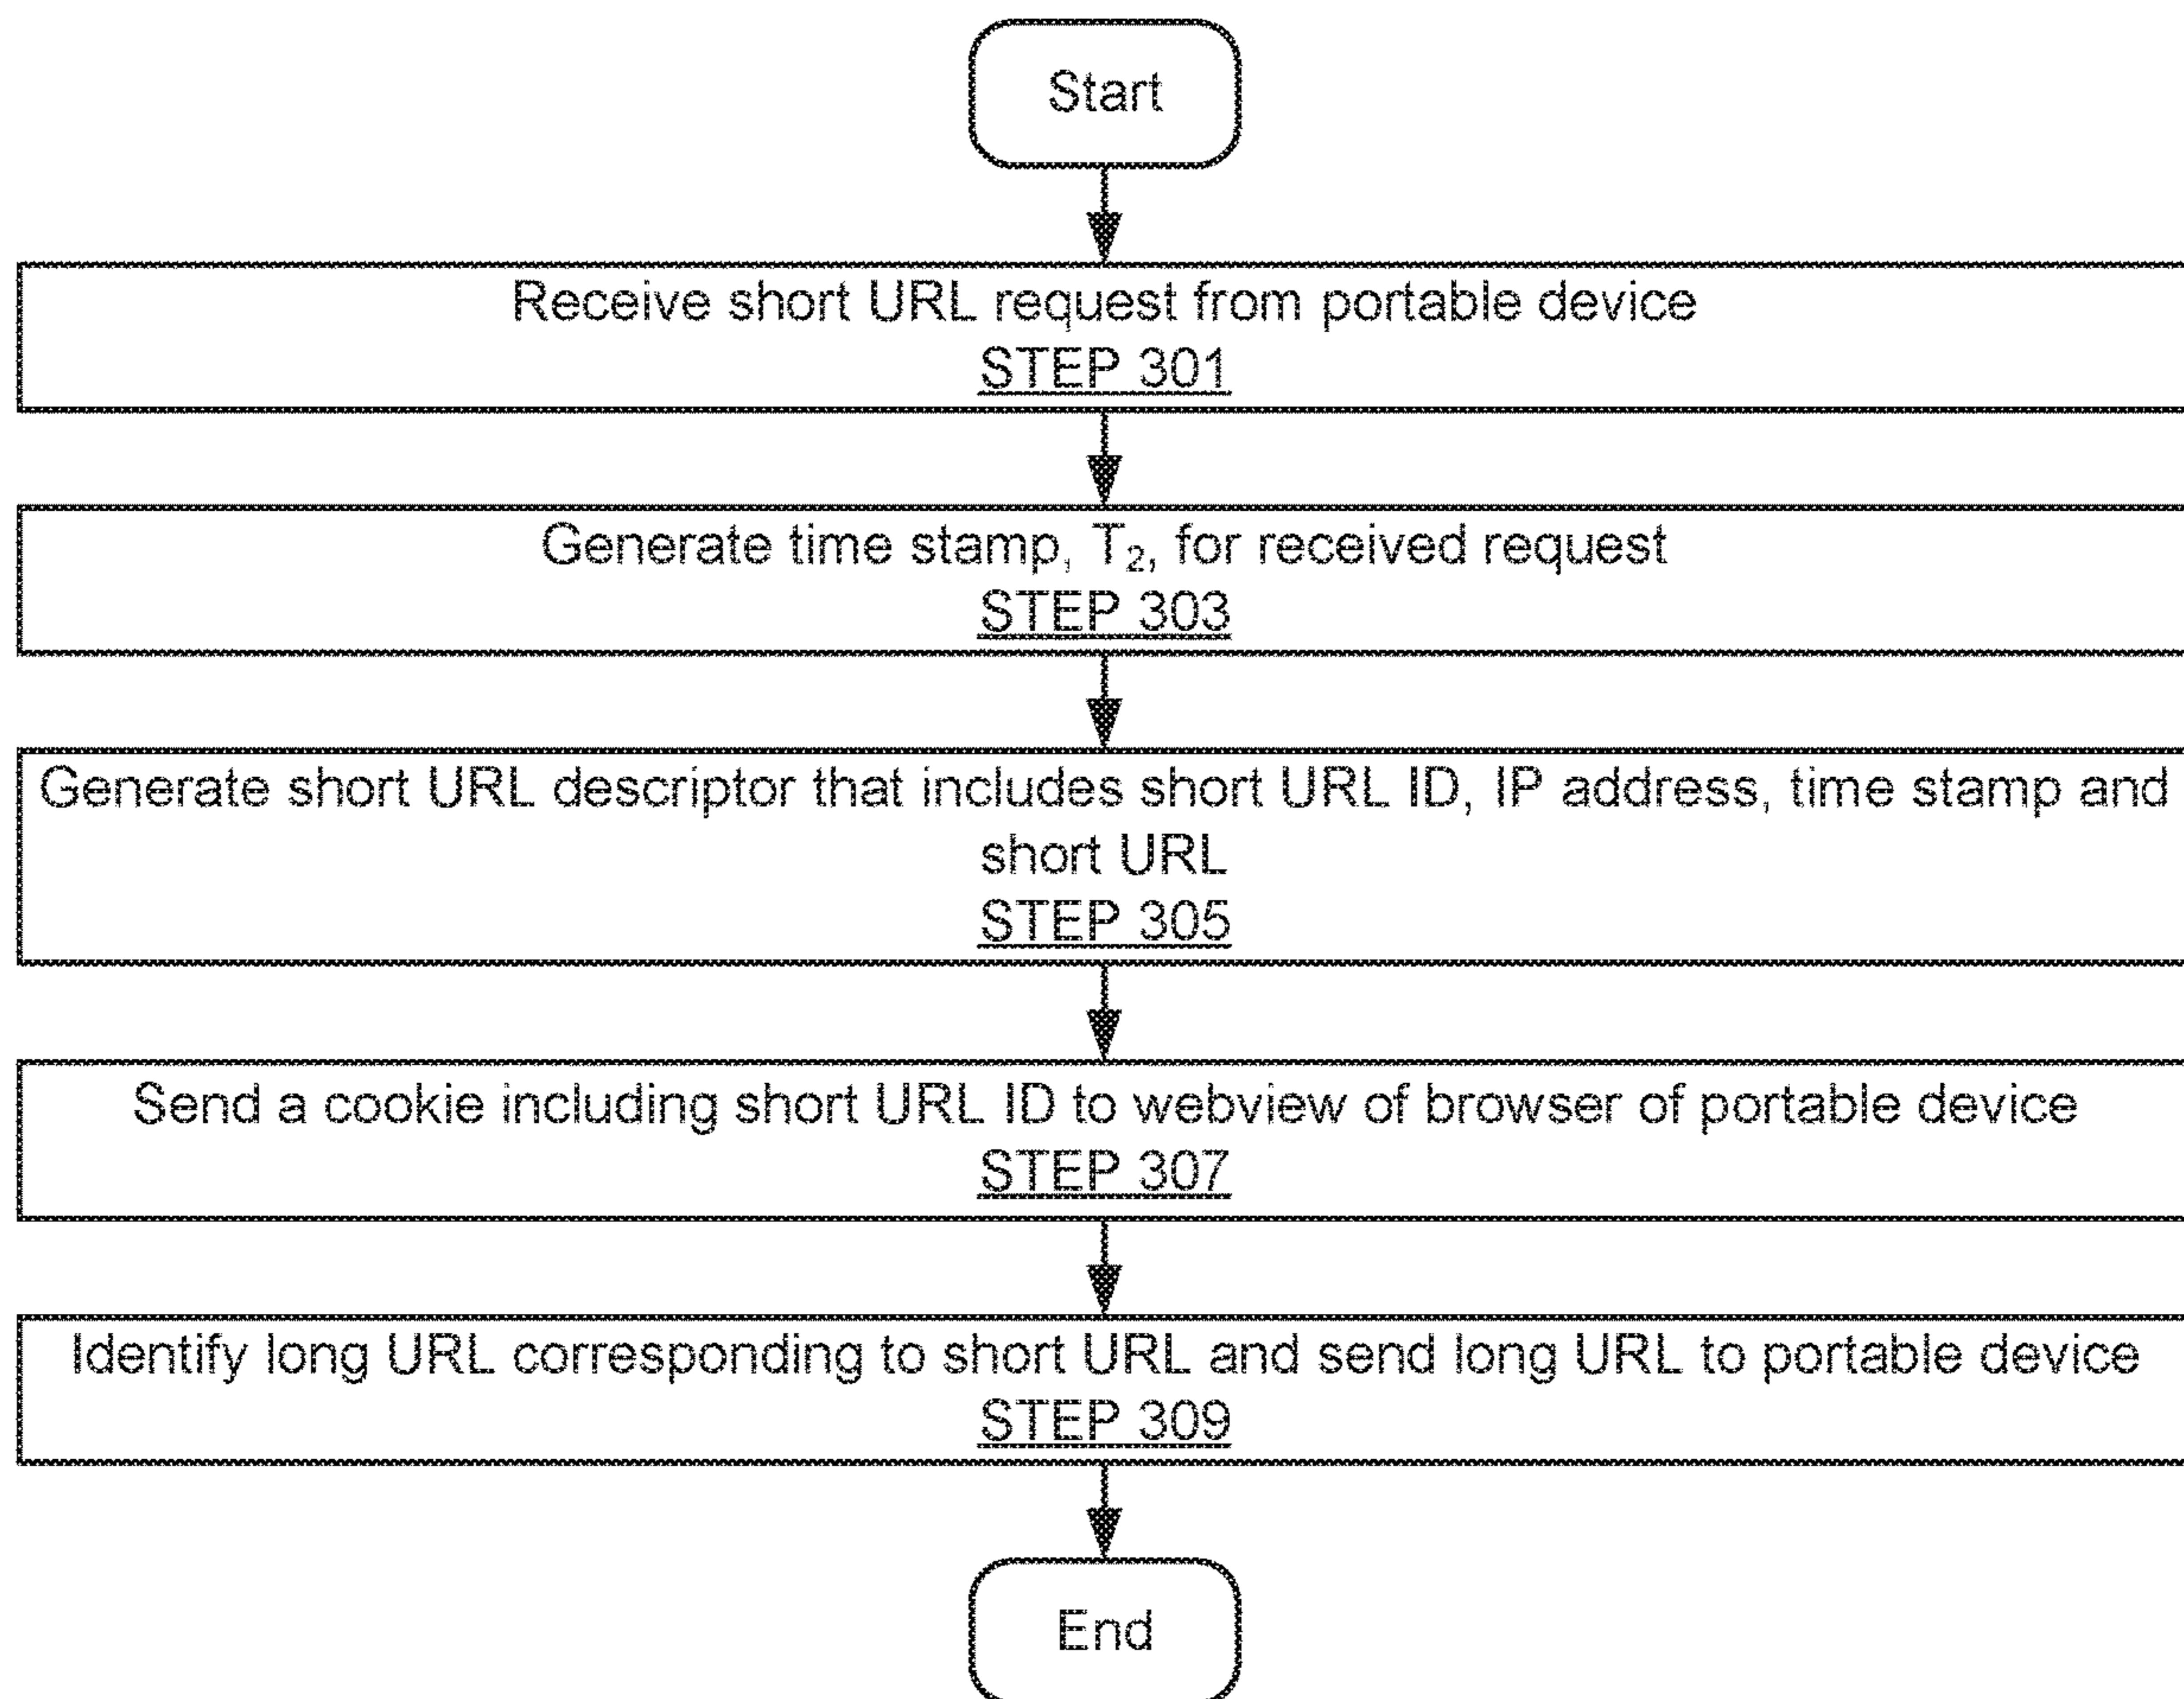 Start
Receive short URL request from portable device
STEP 301
Generate time stamp, T₂, for received request
STEP 303
Generate short URL descriptor that includes short URL ID, IP address, time stamp and
short URL
STEP 305
Send a cookie including short URL ID to webview of browser of portable device
STEP 307
Identify long URL corresponding to short URL and send long URL to portable device
STEP 309
End